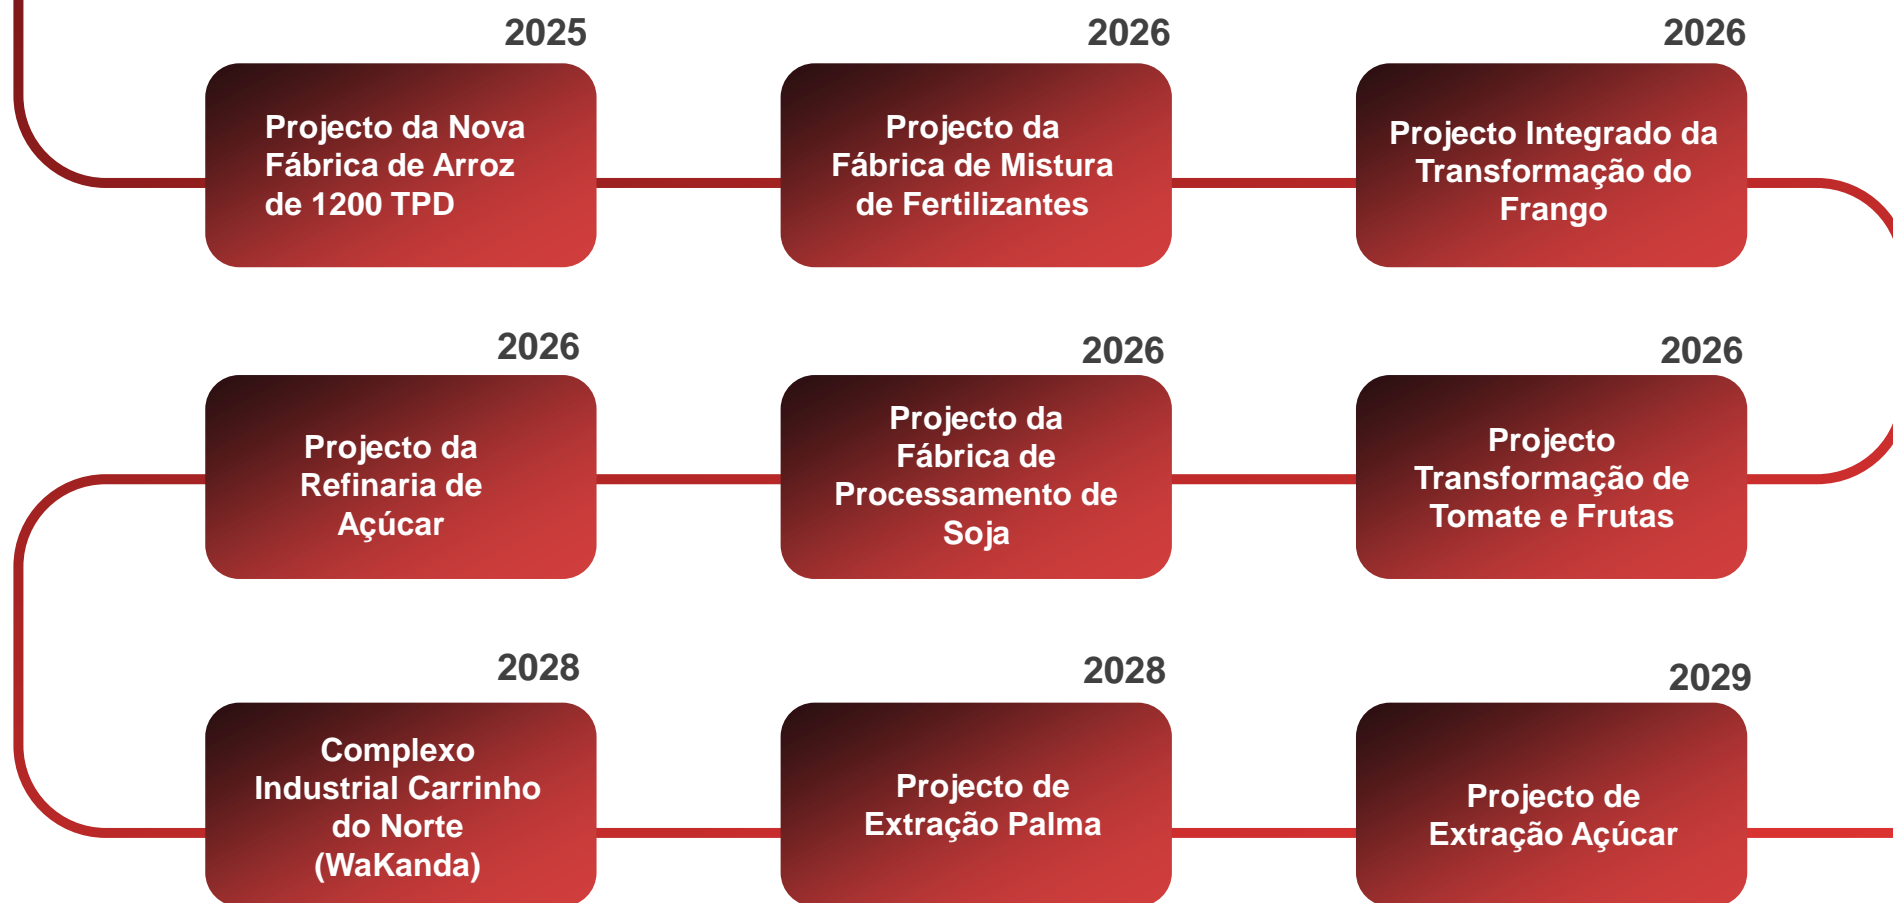 2025
Projecto da Nova
Fábrica de Arroz
de 1200 TPD
2026
Projecto da
Fábrica de Mistura
de Fertilizantes
2026
Projecto Integrado da
Transformação do
Frango
2026
Projecto da
Refinaria de
Açúcar
2026
Projecto da
Fábrica de
Processamento de
Soja
2026
Projecto
Transformação de
Tomate e Frutas
2028
Complexo
Industrial Carrinho
do Norte
(WaKanda)
2028
Projecto de
Extração Palma
2029
Projecto de
Extração Açúcar